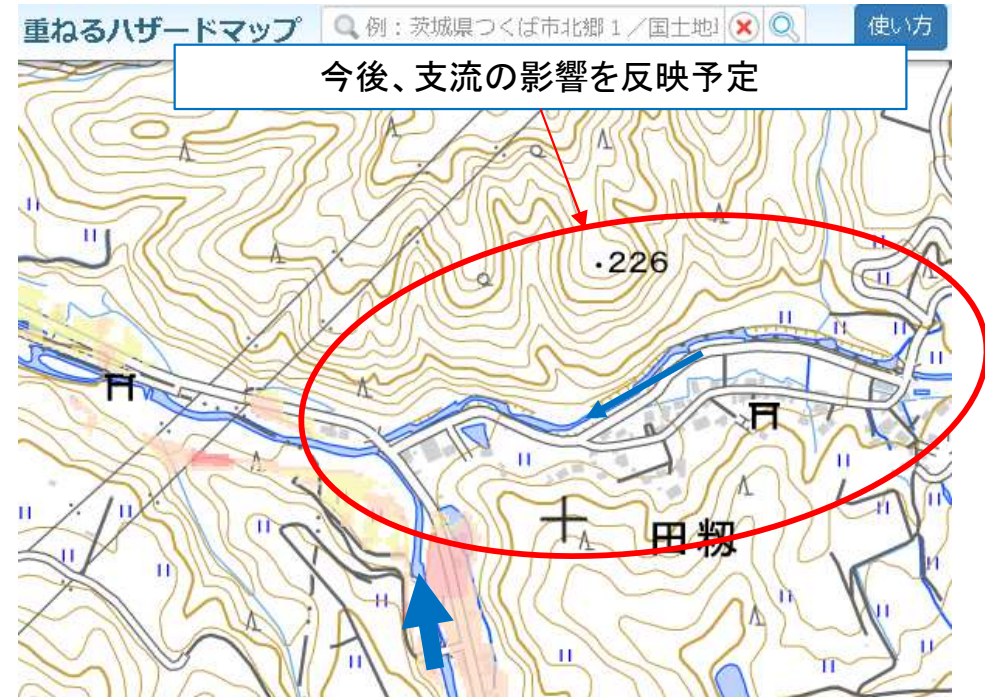 重ねるハザードマップ
例：茨城県つくば市北郷１／国土地
使い方
今後、支流の影響を反映予定
・226
田籾